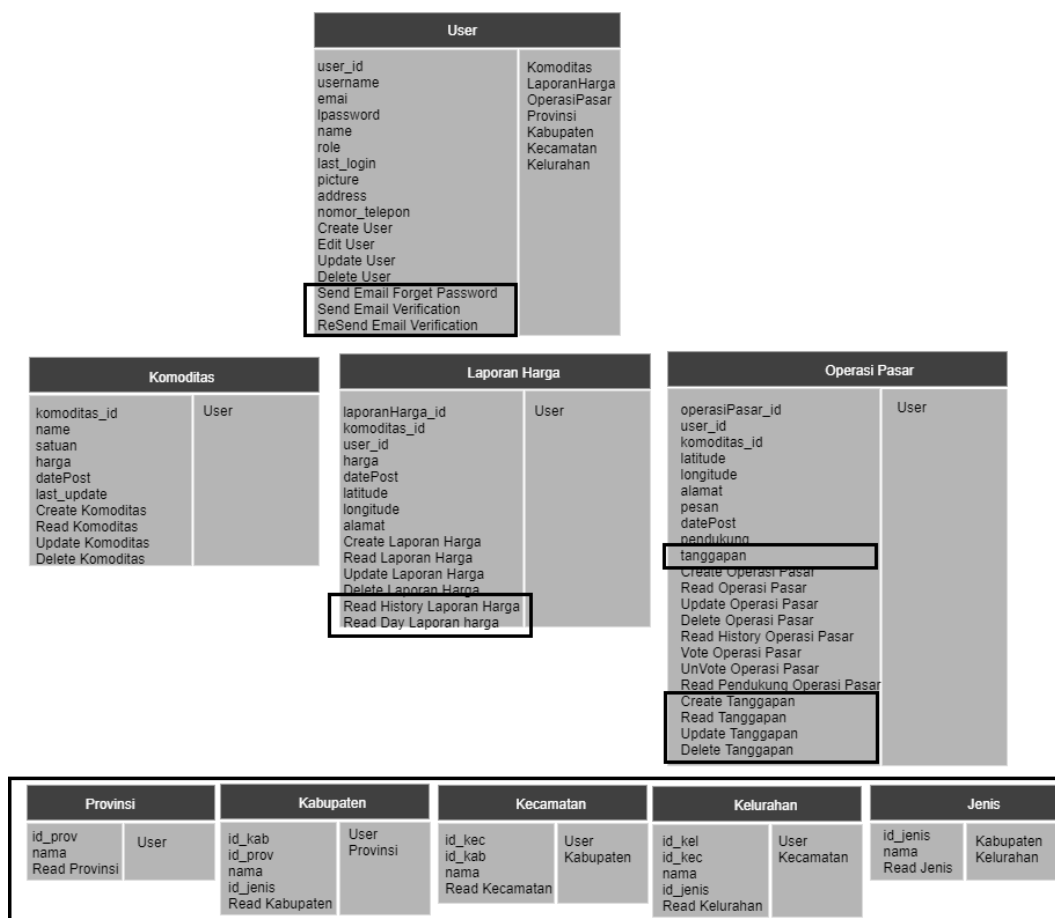 User
user_id
username
emai
lpassword
name
role
last_login
picture
address
nomor_telepon
Create User
Edit User
Update User
Delete User
Send Email Forget Password
Send Email Verification
ReSend Email Verification
Komoditas
LaporanHarga
OperasiPasar
Provinsi
Kabupaten
Kecamatan
Kelurahan
Komoditas
komoditas_id
name
satuan
harga
datePost
last_update
Create Komoditas
Read Komoditas
Update Komoditas
Delete Komoditas
User
Laporan Harga
laporanHarga_id
komoditas_id
user_id
harga
datePost
latitude
longitude
alamat
Create Laporan Harga
Read Laporan Harga
Update Laporan Harga
Delete Laporan Harga
Read History Laporan Harga
Read Day Laporan harga
User
Operasi Pasar
operasiPasar_id
user_id
komoditas_id
latitude
longitude
alamat
pesan
datePost
pendukung
tanggapan
Create Operasi Pasar
Read Operasi Pasar
Update Operasi Pasar
Delete Operasi Pasar
Read History Operasi Pasar
Vote Operasi Pasar
UnVote Operasi Pasar
Read Pendukung Operasi Pasar
Create Tanggapan
Read Tanggapan
Update Tanggapan
Delete Tanggapan
User
Provinsi
id_prov
nama
Read Provinsi
User
Kabupaten
id_kab
id_prov
nama
id_jenis
Read Kabupaten
User
Provinsi
Kecamatan
id_kec
id_kab
nama
Read Kecamatan
User
Kabupaten
Kelurahan
id_kel
id_kec
nama
id_jenis
Read Kelurahan
User
Kecamatan
Jenis
id_jenis
nama
Read Jenis
Kabupaten
Kelurahan